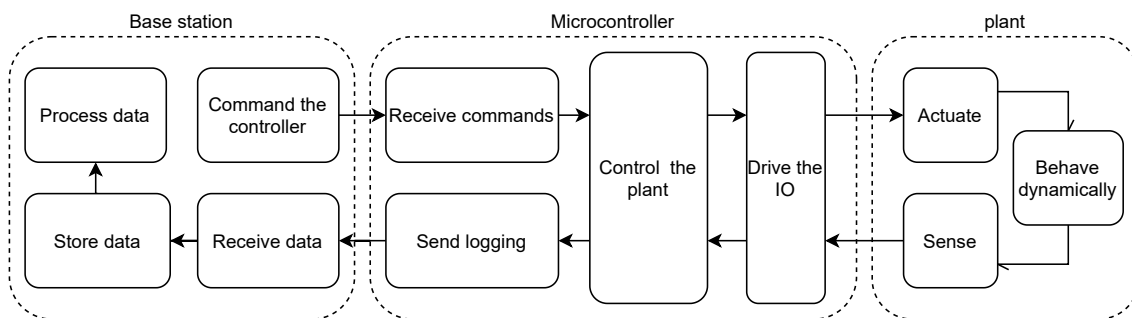 Base station
Microcontroller
plant
Process data
Command the
controller
Receive commands
Control the
plant
Drive the
IO
Actuate
Behave
dynamically
Store data
Receive data
Send logging
Sense